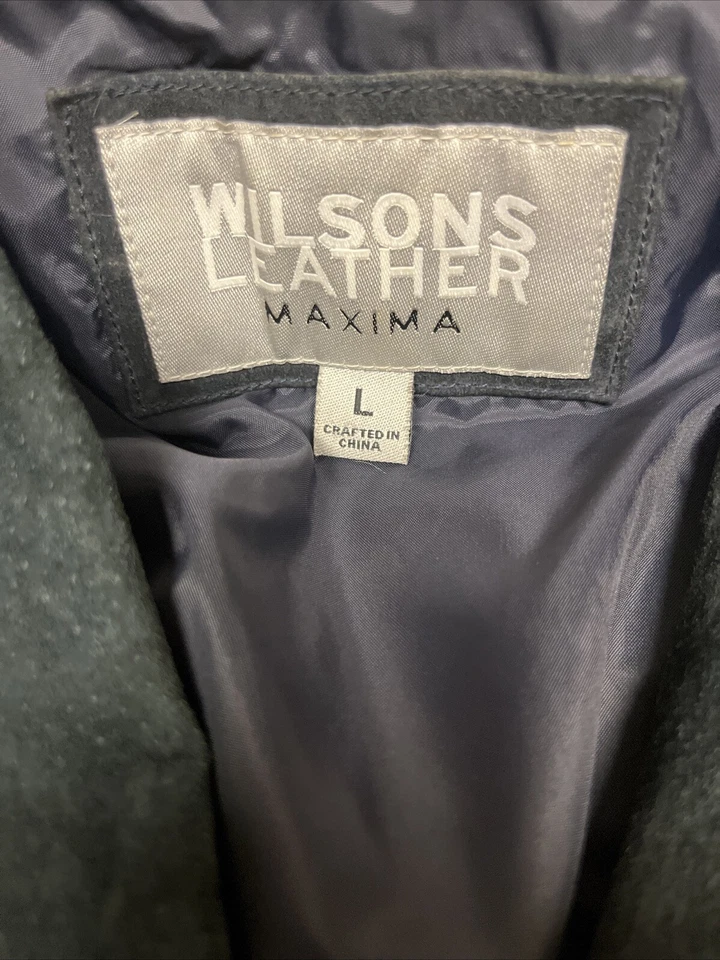 WILSONS
LEATHER
MAXIMA
L
CRAFTED IN
CHINA